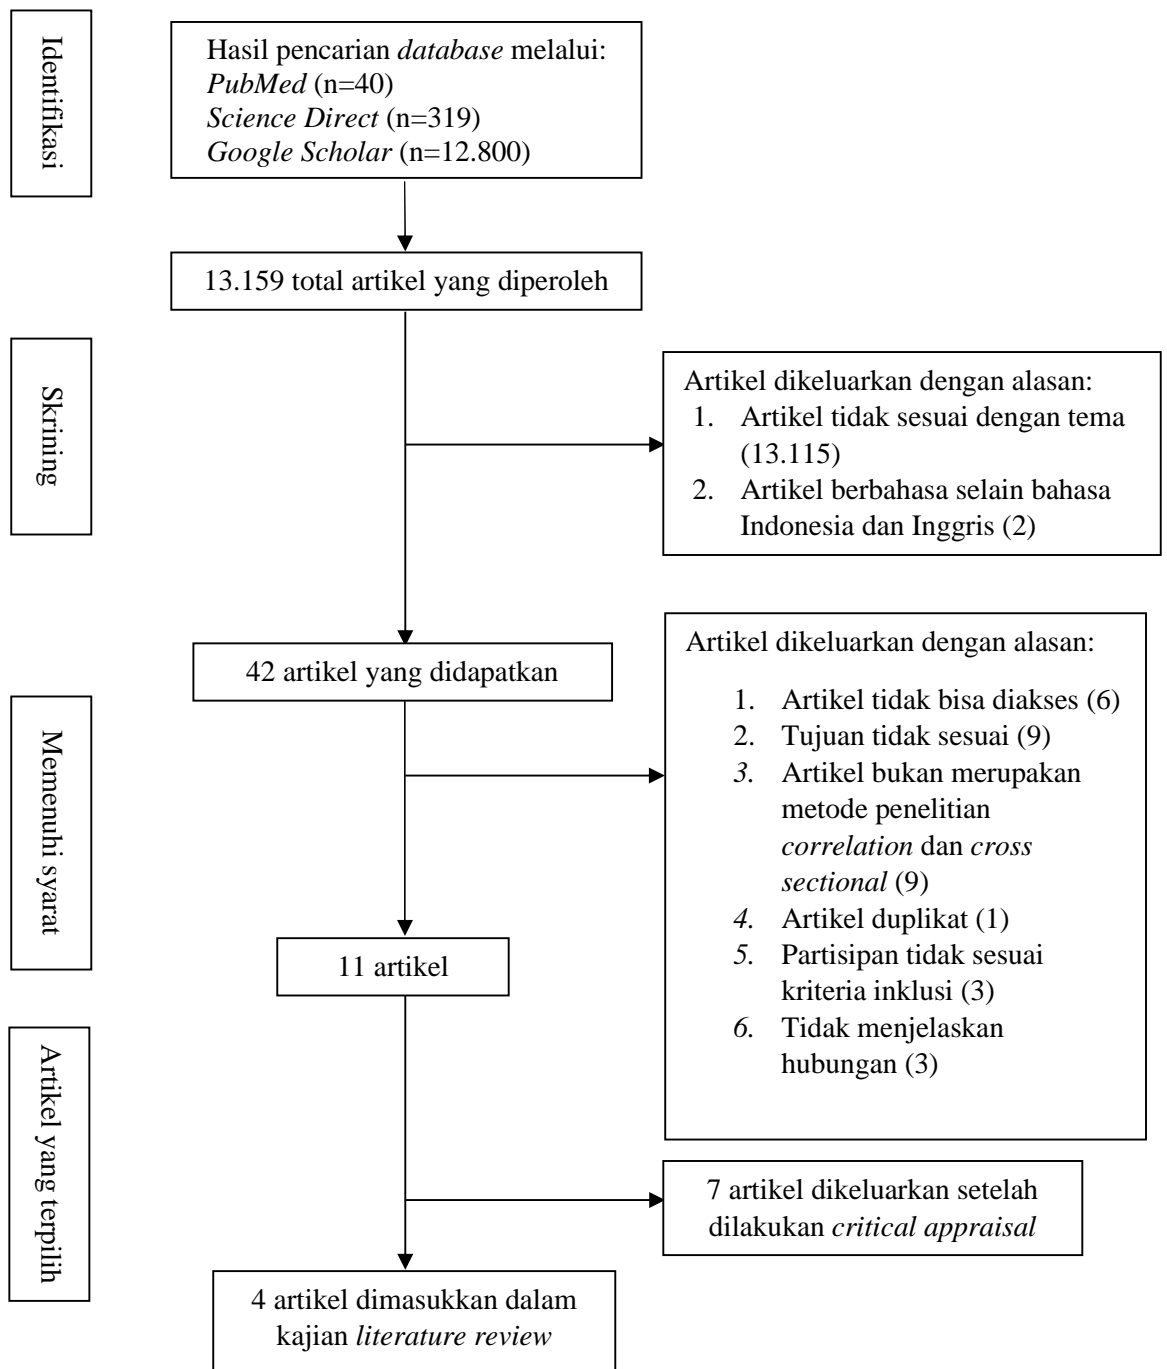 Identifikasi
Hasil pencarian database melalui:
PubMed (n=40)
Science Direct (n=319)
Google Scholar (n=12.800)
13.159 total artikel yang diperoleh
Skrining
Artikel dikeluarkan dengan alasan:
1. Artikel tidak sesuai dengan tema
(13.115)
2. Artikel berbahasa selain bahasa
Indonesia dan Inggris (2)
42 artikel yang didapatkan
Memenuhi syarat
Artikel dikeluarkan dengan alasan:
1. Artikel tidak bisa diakses (6)
2. Tujuan tidak sesuai (9)
3. Artikel bukan merupakan
metode penelitian
correlation dan cross
sectional (9)
4. Artikel duplikat (1)
5. Partisipan tidak sesuai
kriteria inklusi (3)
6. Tidak menjelaskan
hubungan (3)
11 artikel
Artikel yang terpilih
7 artikel dikeluarkan setelah
dilakukan critical appraisal
4 artikel dimasukkan dalam
kajian literature review